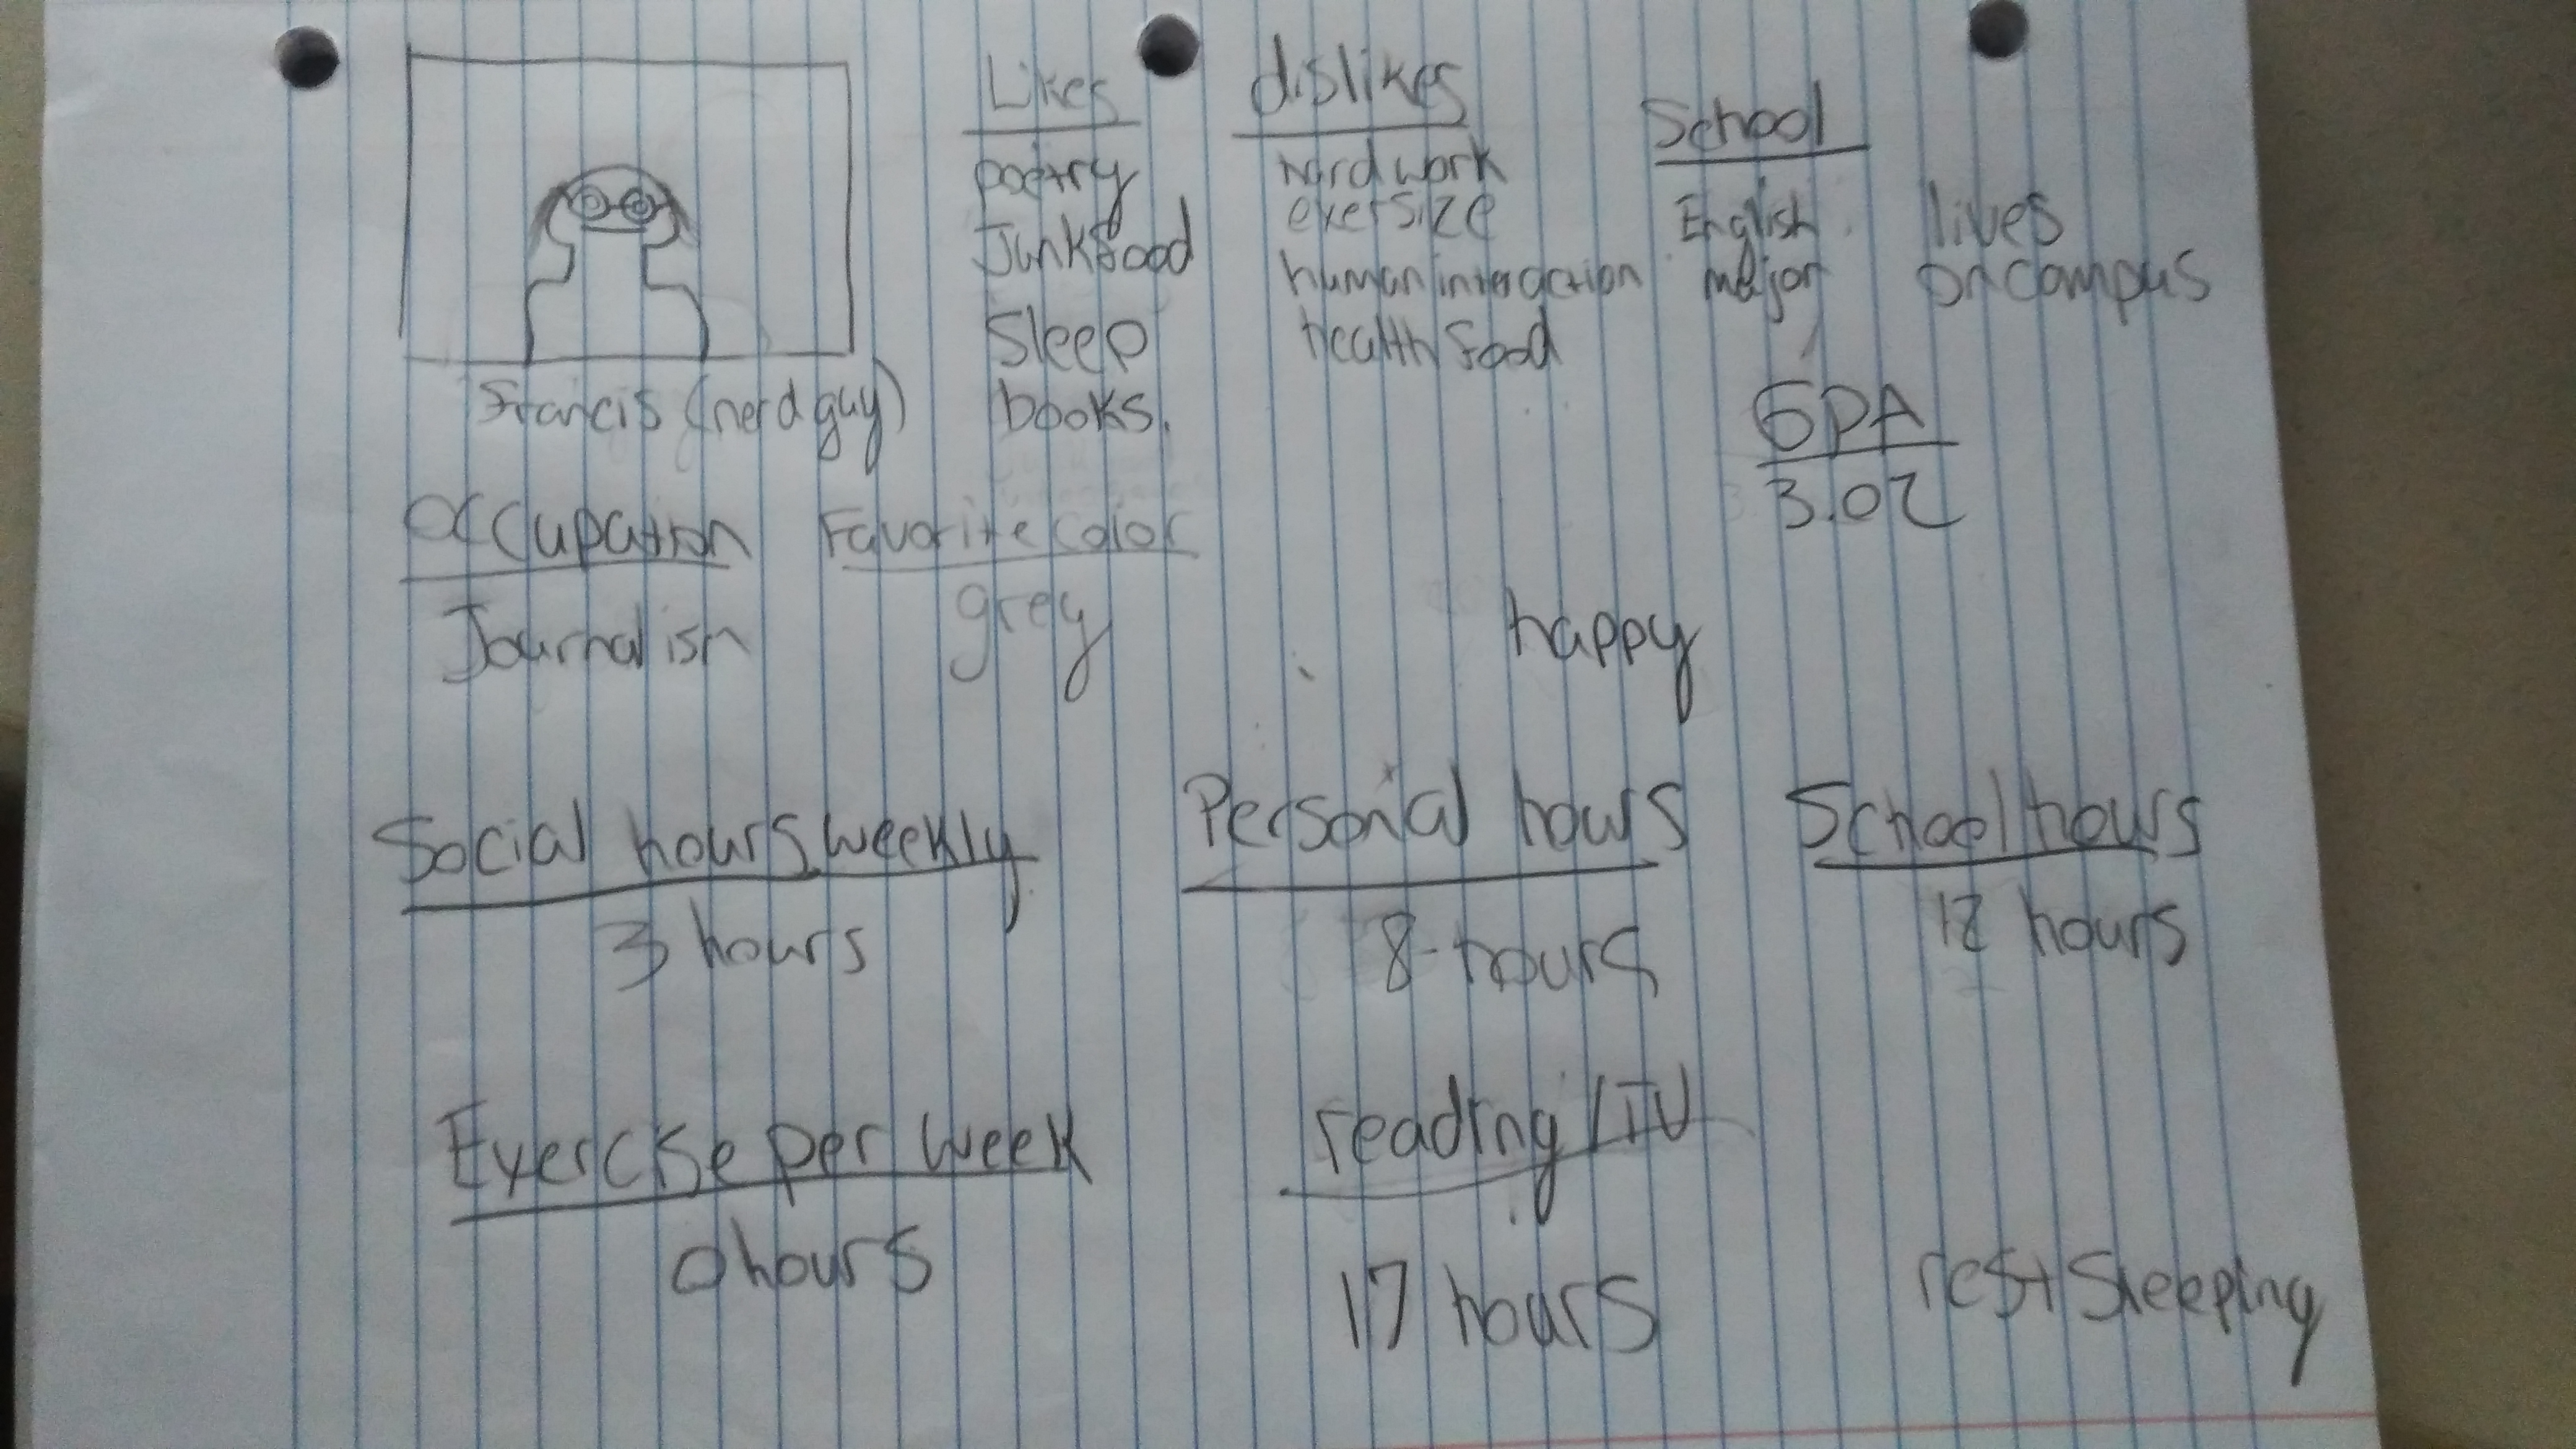 Likes
poetry
Junkfood
Sleep
books.
dislikes
hard work
exersize
human interaction
health food
School
English
major
lives
on campus
Francis (nerd guy)
GPA
3.02
occupation
Journalism
Favorite color
grey
happy
Social hours weekly
3 hours
Personal hours
8 hours
School hours
12 hours
Exercise per week
0 hours
reading/TV
17 hours
rest sleeping